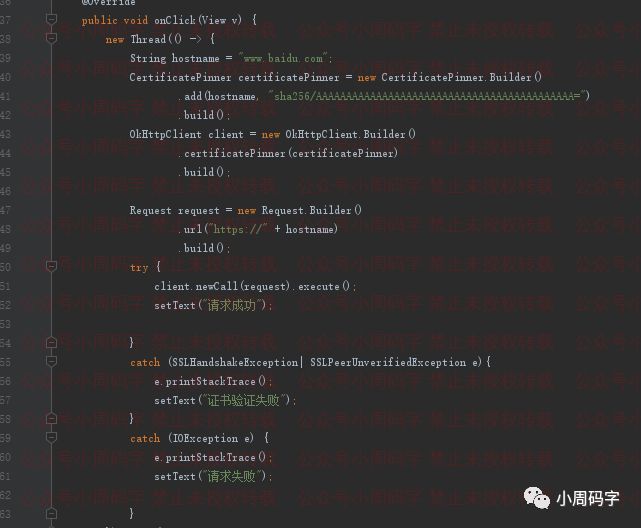 36 @Override
37 public void onClick(View v) {
38 new Thread(() -> {
39 String hostname = "www.baidu.com";
40 CertificatePinner certificatePinner = new CertificatePinner.Builder()
41 .add(hostname, "sha256/AAAAAAAAAAAAAAAAAAAAAAAAAAAAAAAAAAAAAAAAAAA=")
42 .build();
43 OkHttpClient client = new OkHttpClient.Builder()
44 .certificatePinner(certificatePinner)
45 .build();
46
47 Request request = new Request.Builder()
48 .url("https://" + hostname)
49 .build();
50 try {
51 client.newCall(request).execute();
52 setText("请求成功");
53
54 }
55 catch (SSLHandshakeException| SSLPeerUnverifiedException e){
56 e.printStackTrace();
57 setText("证书验证失败");
58 }
59 catch (IOException e) {
60 e.printStackTrace();
61 setText("请求失败");
62
63 }
公众号小周码字 禁止未授权转载
小周码字